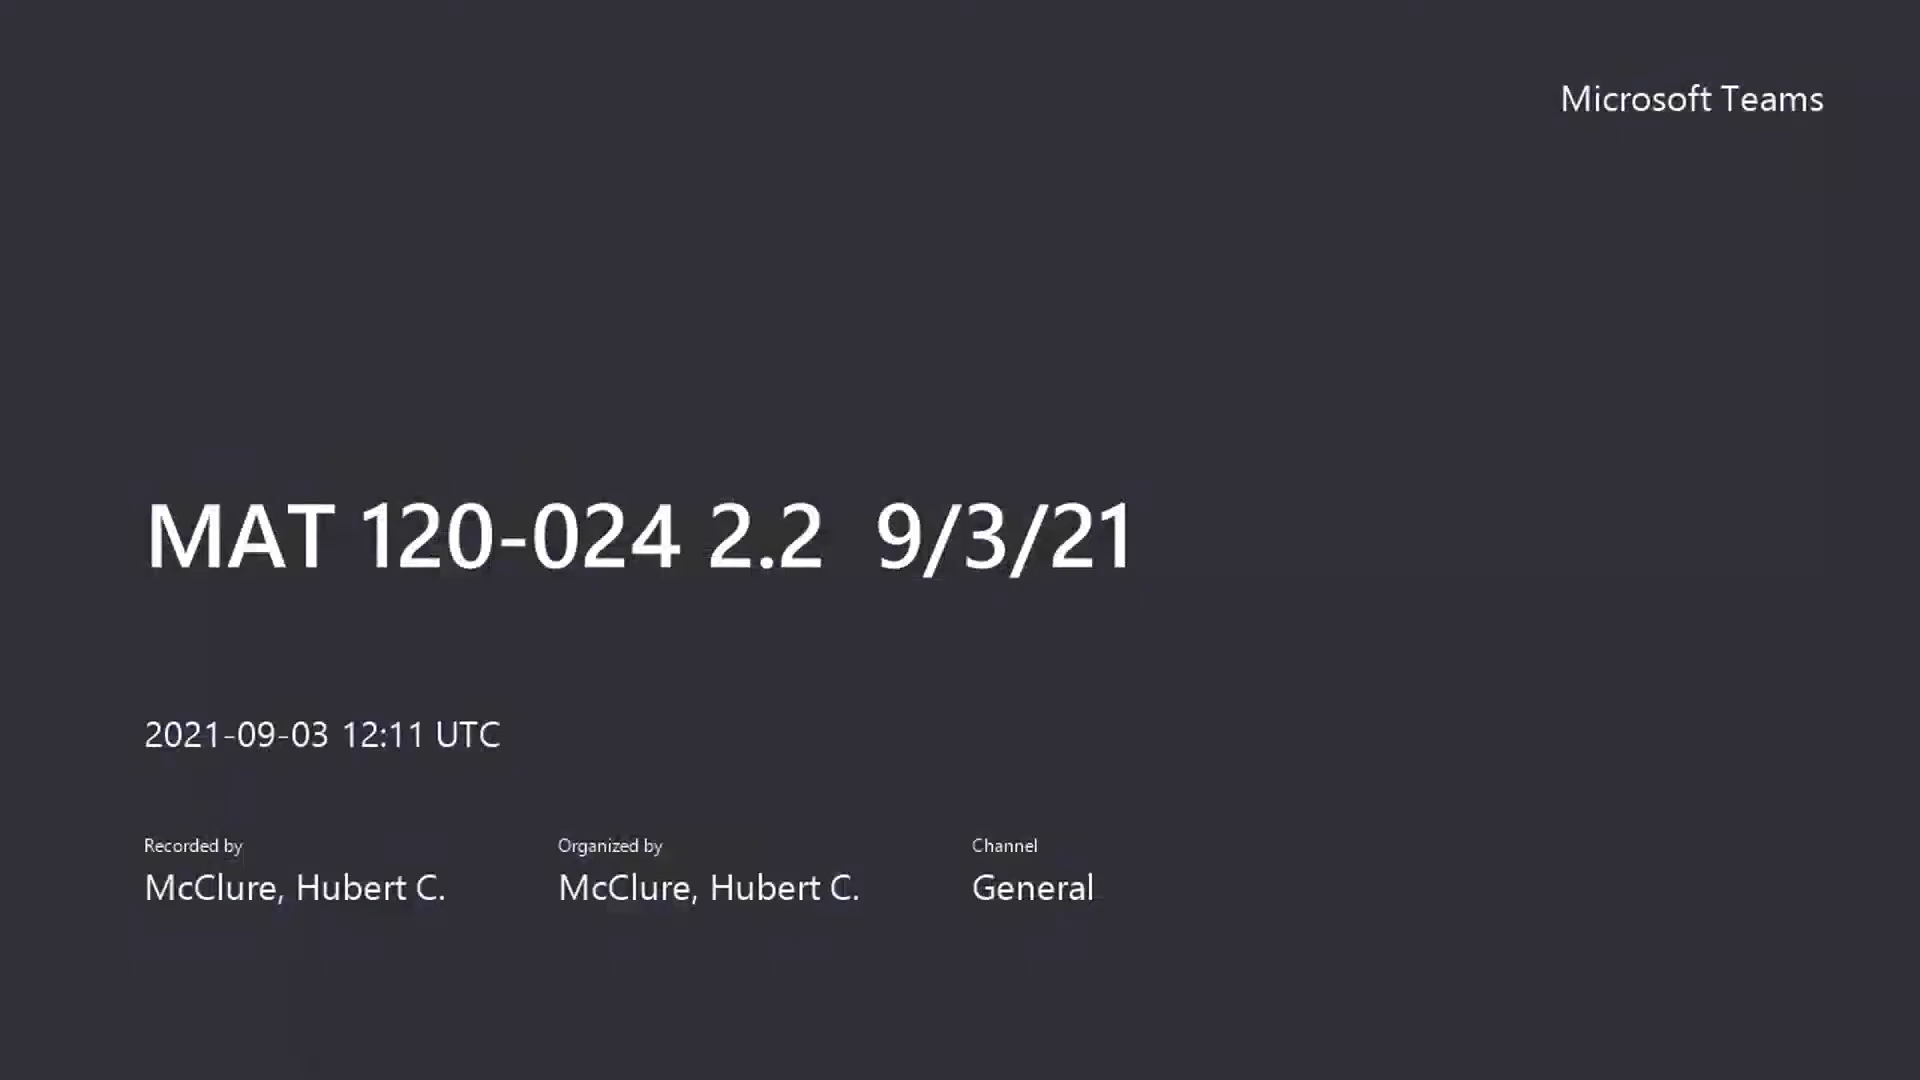 Microsoft Teams
MAT 120-024 2.2  9/3/21
2021-09-03 12:11 UTC
Recorded by
McClure, Hubert C.
Organized by
McClure, Hubert C.
Channel
General